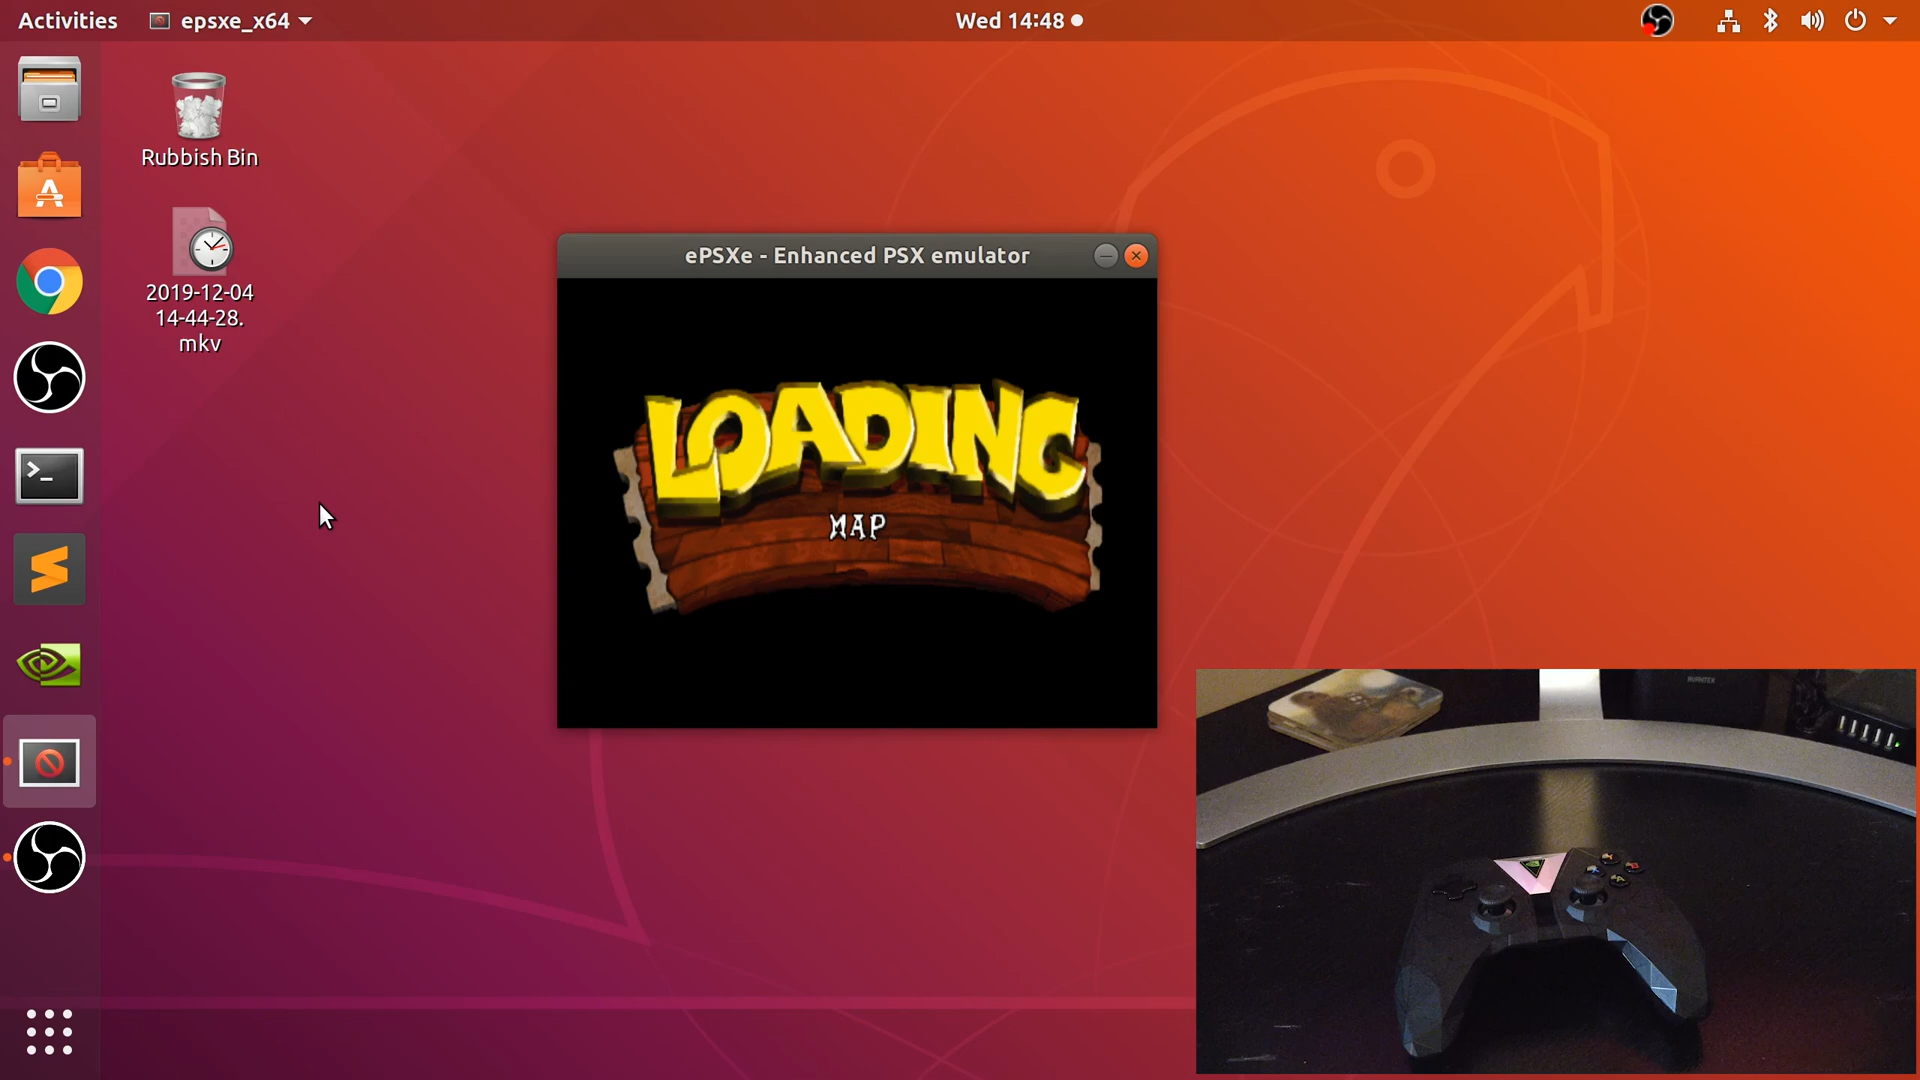 Activities
epsxe_x64
Wed 14:48
Rubbish Bin
2019-12-04
14-44-28.
mkv
ePSXe - Enhanced PSX emulator
LOADING
MAP